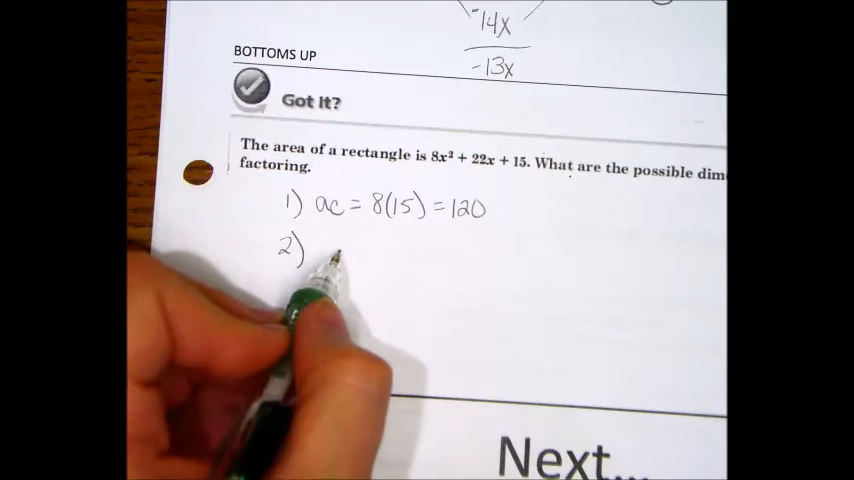 -14x
-13x
BOTTOMS UP
Got It?
The area of a rectangle is 8x² + 22x + 15. What are the possible dim
factoring.
1) ac = 8(15) = 120
2)
Next...